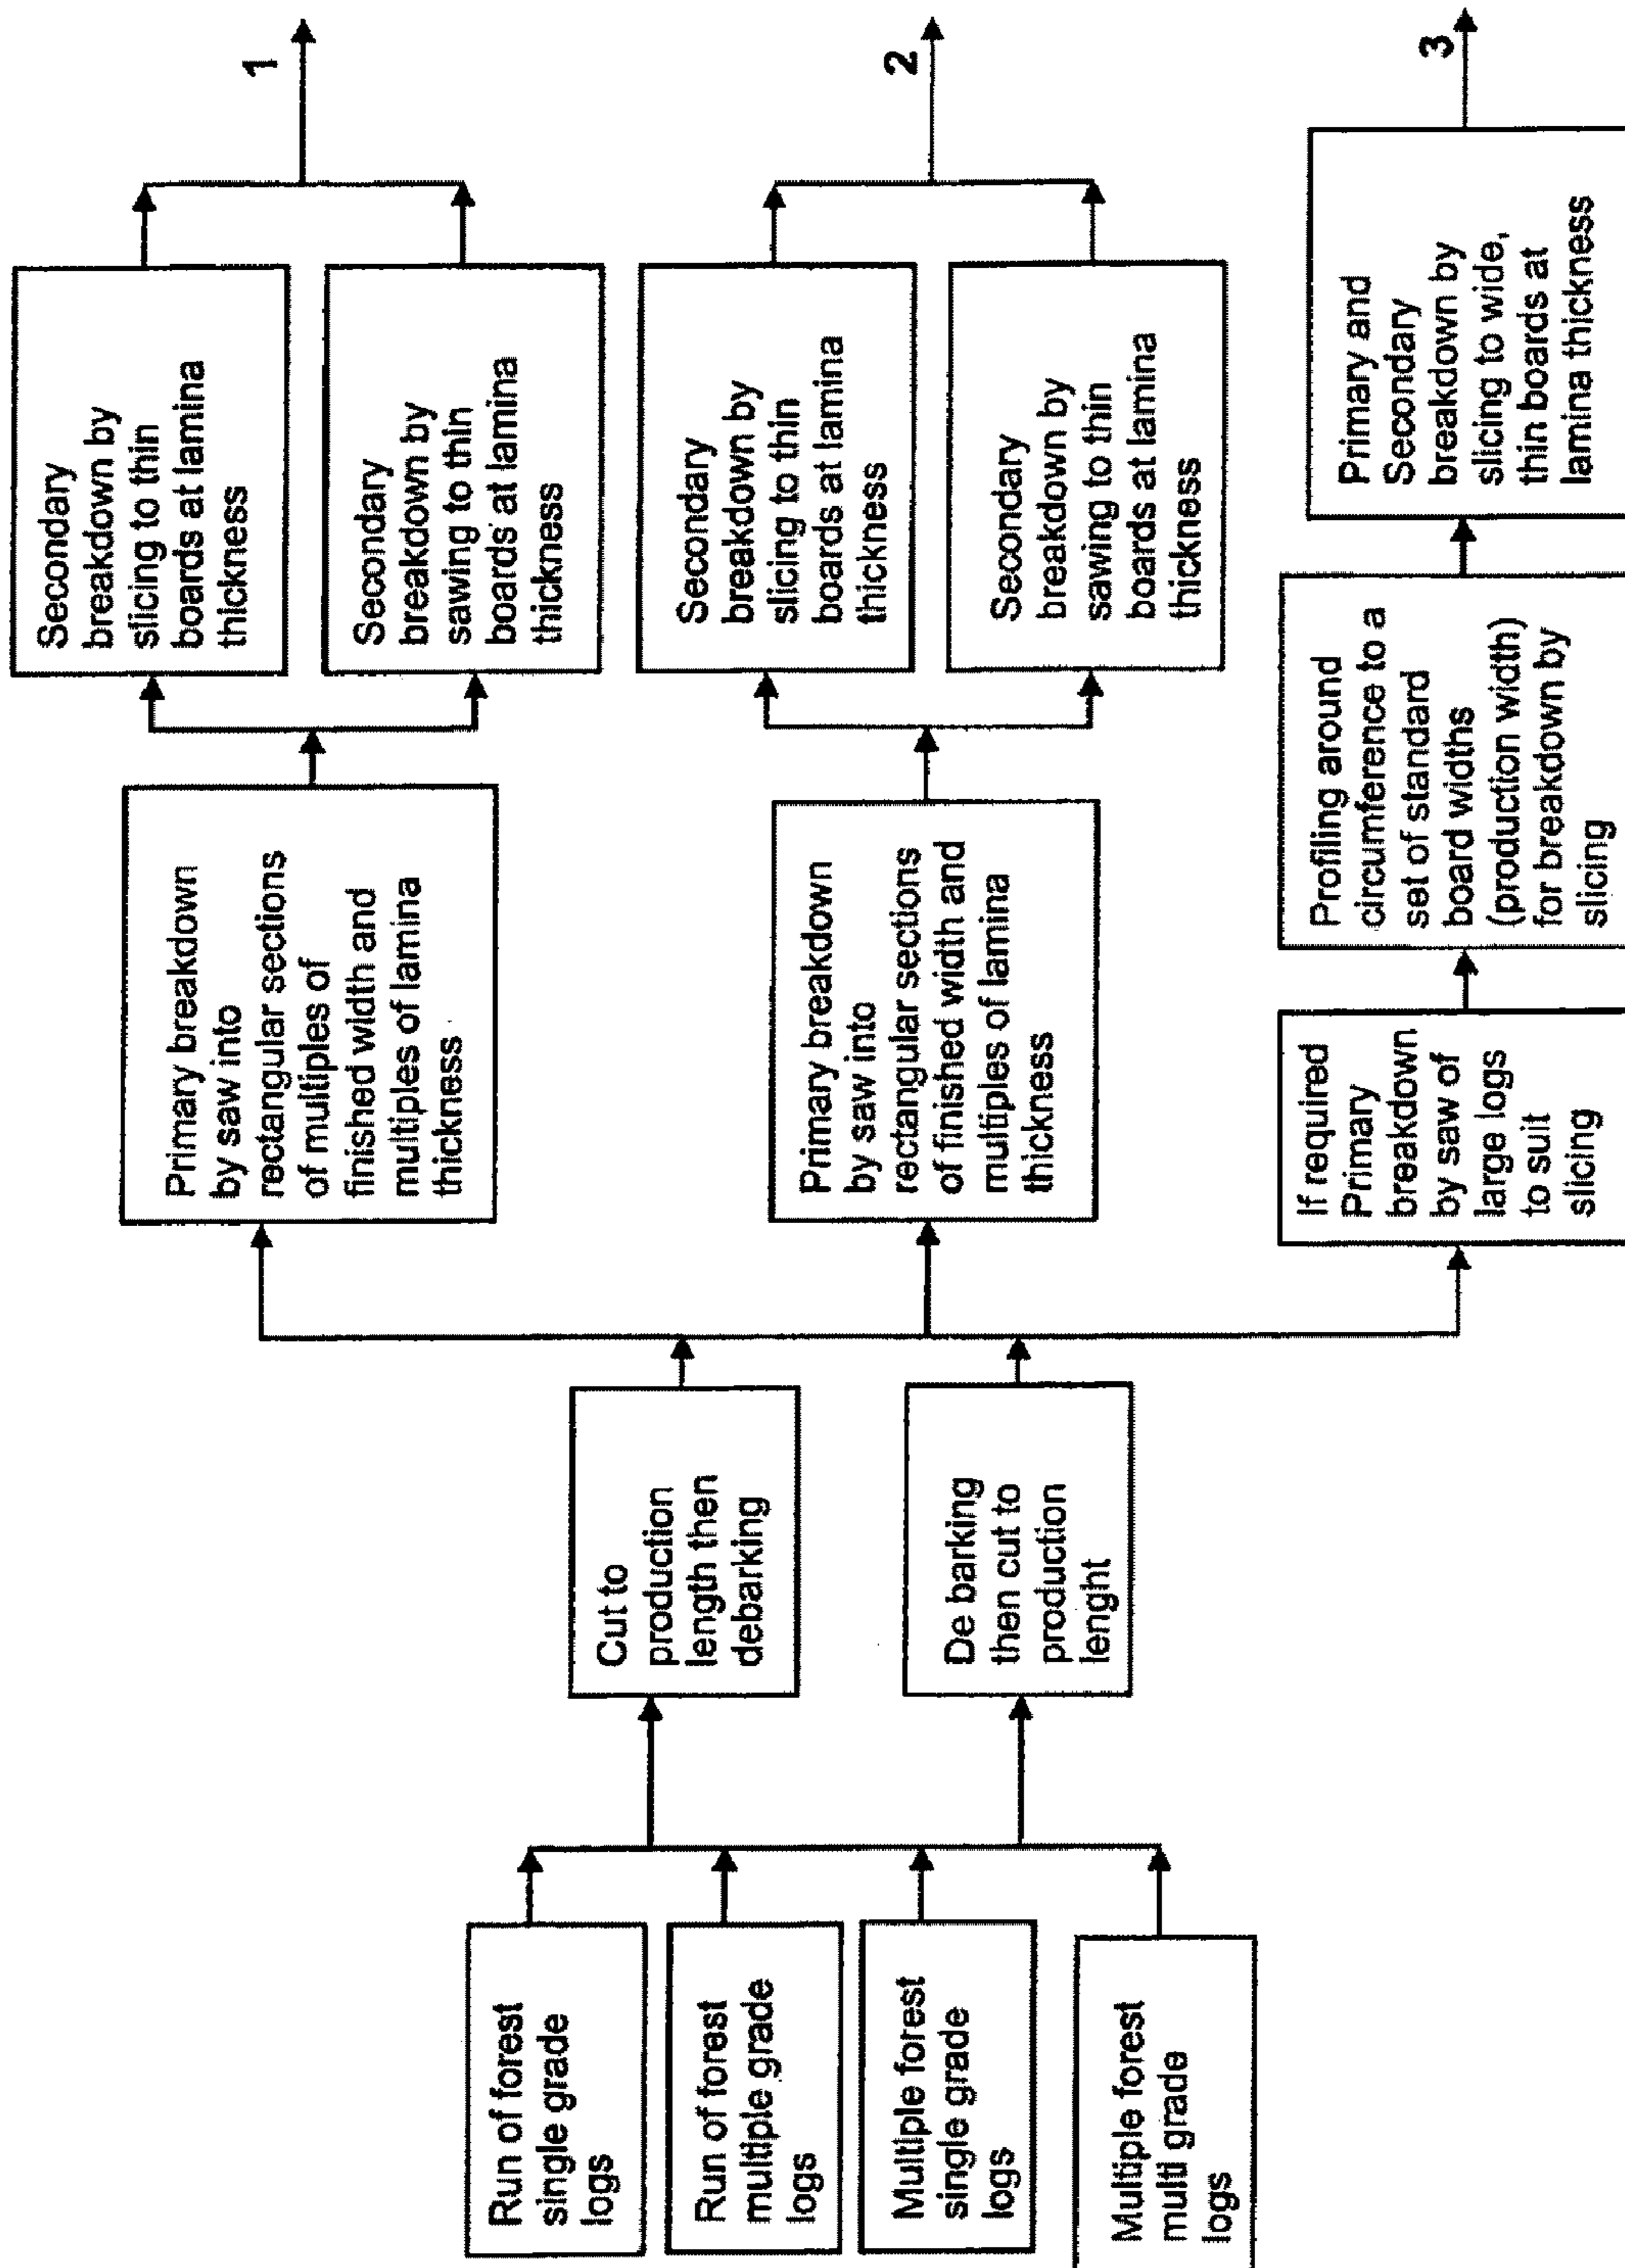 Run of forest
single grade
logs
Run of forest
multiple grade
logs
Multiple forest
single grade
logs
Multiple forest
multi grade
logs
Cut to
production
length then
debarking
De barking
then cut to
production
lenght
Primary breakdown
by saw into
rectangular sections
of multiples of
finished width and
multiples of lamina
thickness
Primary breakdown
by saw into
rectangular sections
of finished width and
multiples of lamina
thickness
If required
Primary
breakdown
by saw of
large logs
to suit
slicing
Profiling around
circumference to a
set of standard
board widths
(production width)
for breakdown by
slicing
Secondary
breakdown by
slicing to thin
boards at lamina
thickness
Secondary
breakdown by
sawing to thin
boards at lamina
thickness
Secondary
breakdown by
slicing to thin
boards at lamina
thickness
Secondary
breakdown by
sawing to thin
boards at lamina
thickness
Primary and
Secondary
breakdown by
slicing to wide,
thin boards at
lamina thickness
1
2
3